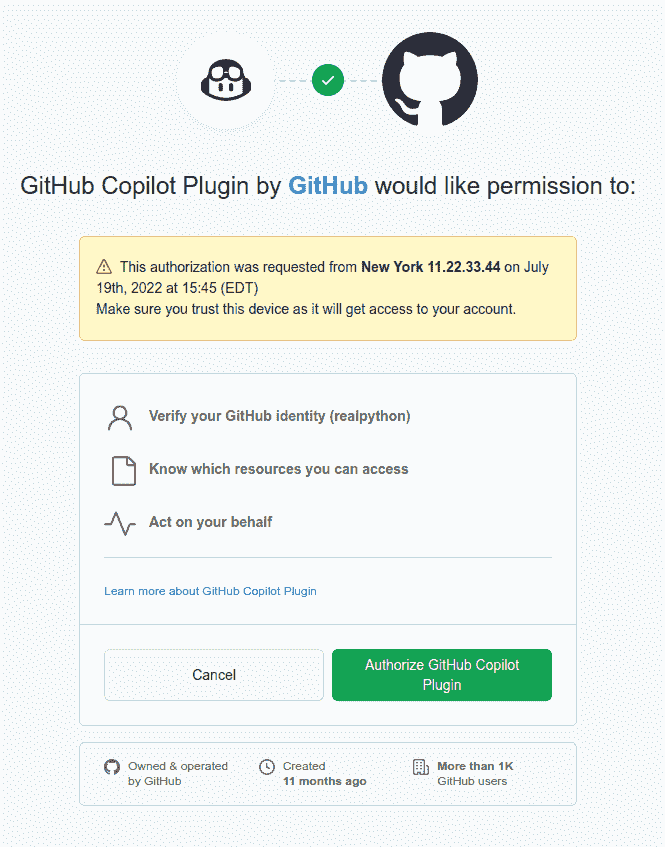 GitHub Copilot Plugin by GitHub would like permission to:
This authorization was requested from New York 11.22.33.44 on July
19th, 2022 at 15:45 (EDT)
Make sure you trust this device as it will get access to your account.
Verify your GitHub identity (realpython)
Know which resources you can access
Act on your behalf
Learn more about GitHub Copilot Plugin
Cancel
Authorize GitHub Copilot
Plugin
Owned & operated
by GitHub
Created
11 months ago
More than 1K
GitHub users